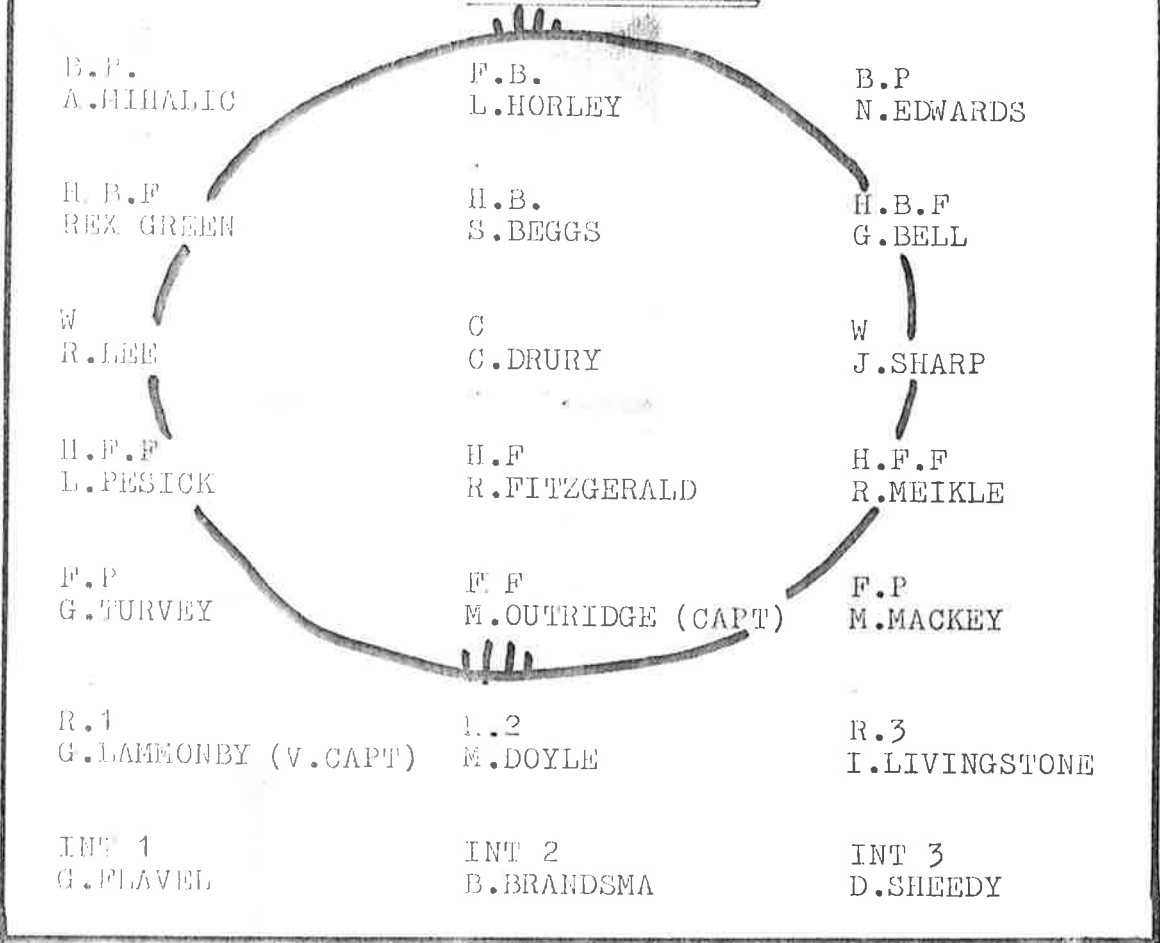 B.P. F.B. B.P
A.MIHALIC L.HORLEY N.EDWARDS
H.B.F H.B. H.B.F
REX GREEN S.BEGGS G.BELL
W C W
R.LEE C.DRURY J.SHARP
H.F.F H.F H.F.F
L.PESICK R.FITZGERALD R.MEIKLE
F.P F F F.P
G.TURVEY M.OUTRIDGE (CAPT) M.MACKEY
R.1 R.2 R.3
G.LAMMONBY (V.CAPT) M.DOYLE I.LIVINGSTONE
INT 1 INT 2 INT 3
G.FLAVEL B.BRANDSMA D.SHEEDY